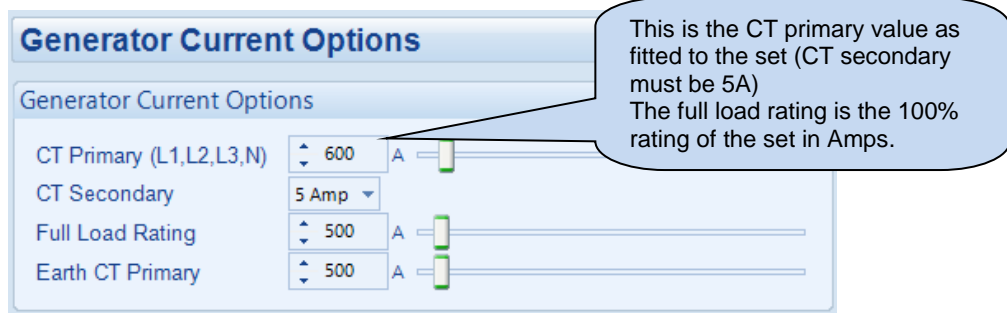 Generator Current Options
This is the CT primary value as
fitted to the set (CT secondary
must be 5A)
The full load rating is the 100%
rating of the set in Amps.
Generator Current Options
CT Primary (L1,L2,L3,N) 600 A
CT Secondary 5 Amp
Full Load Rating 500 A
Earth CT Primary 500 A